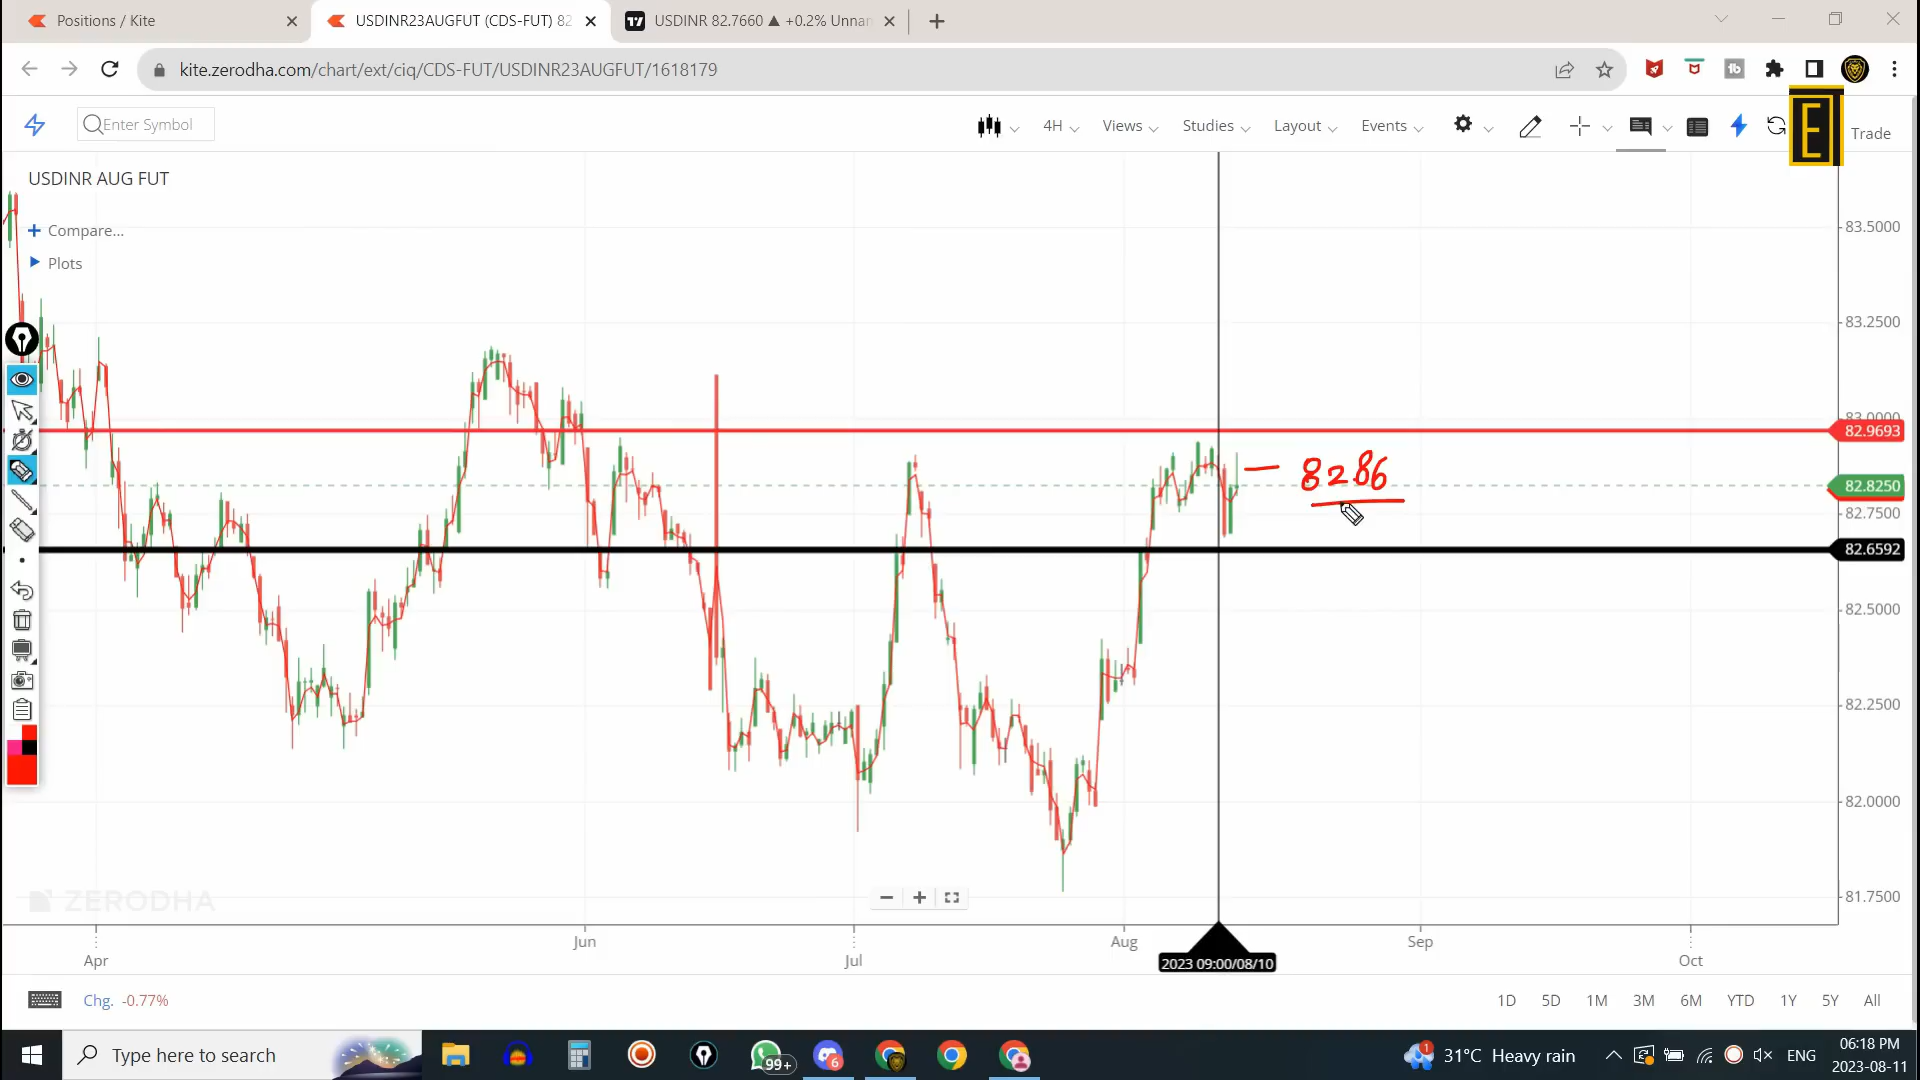 Positions / Kite
USDINR23AUGFUT (CDS-FUT) 82
USDINR 82.7660 ▲ +0.2% Unnan
kite.zerodha.com/chart/ext/ciq/CDS-FUT/USDINR23AUGFUT/1618179
Enter Symbol
4H
Views
Studies
Layout
Events
E
Trade
USDINR AUG FUT
+ Compare...
Plots
83.5000
83.2500
83.0000
82.9693
82.8250
82.7500
82.6592
82.5000
82.2500
82.0000
81.7500
8286
ZERODHA
Apr
Jun
Jul
Aug
Sep
Oct
2023 09:00/08/10
Chg. -0.77%
1D 5D 1M 3M 6M YTD 1Y 5Y All
Type here to search
99+
6
1
31°C Heavy rain
ENG
06:18 PM
2023-08-11